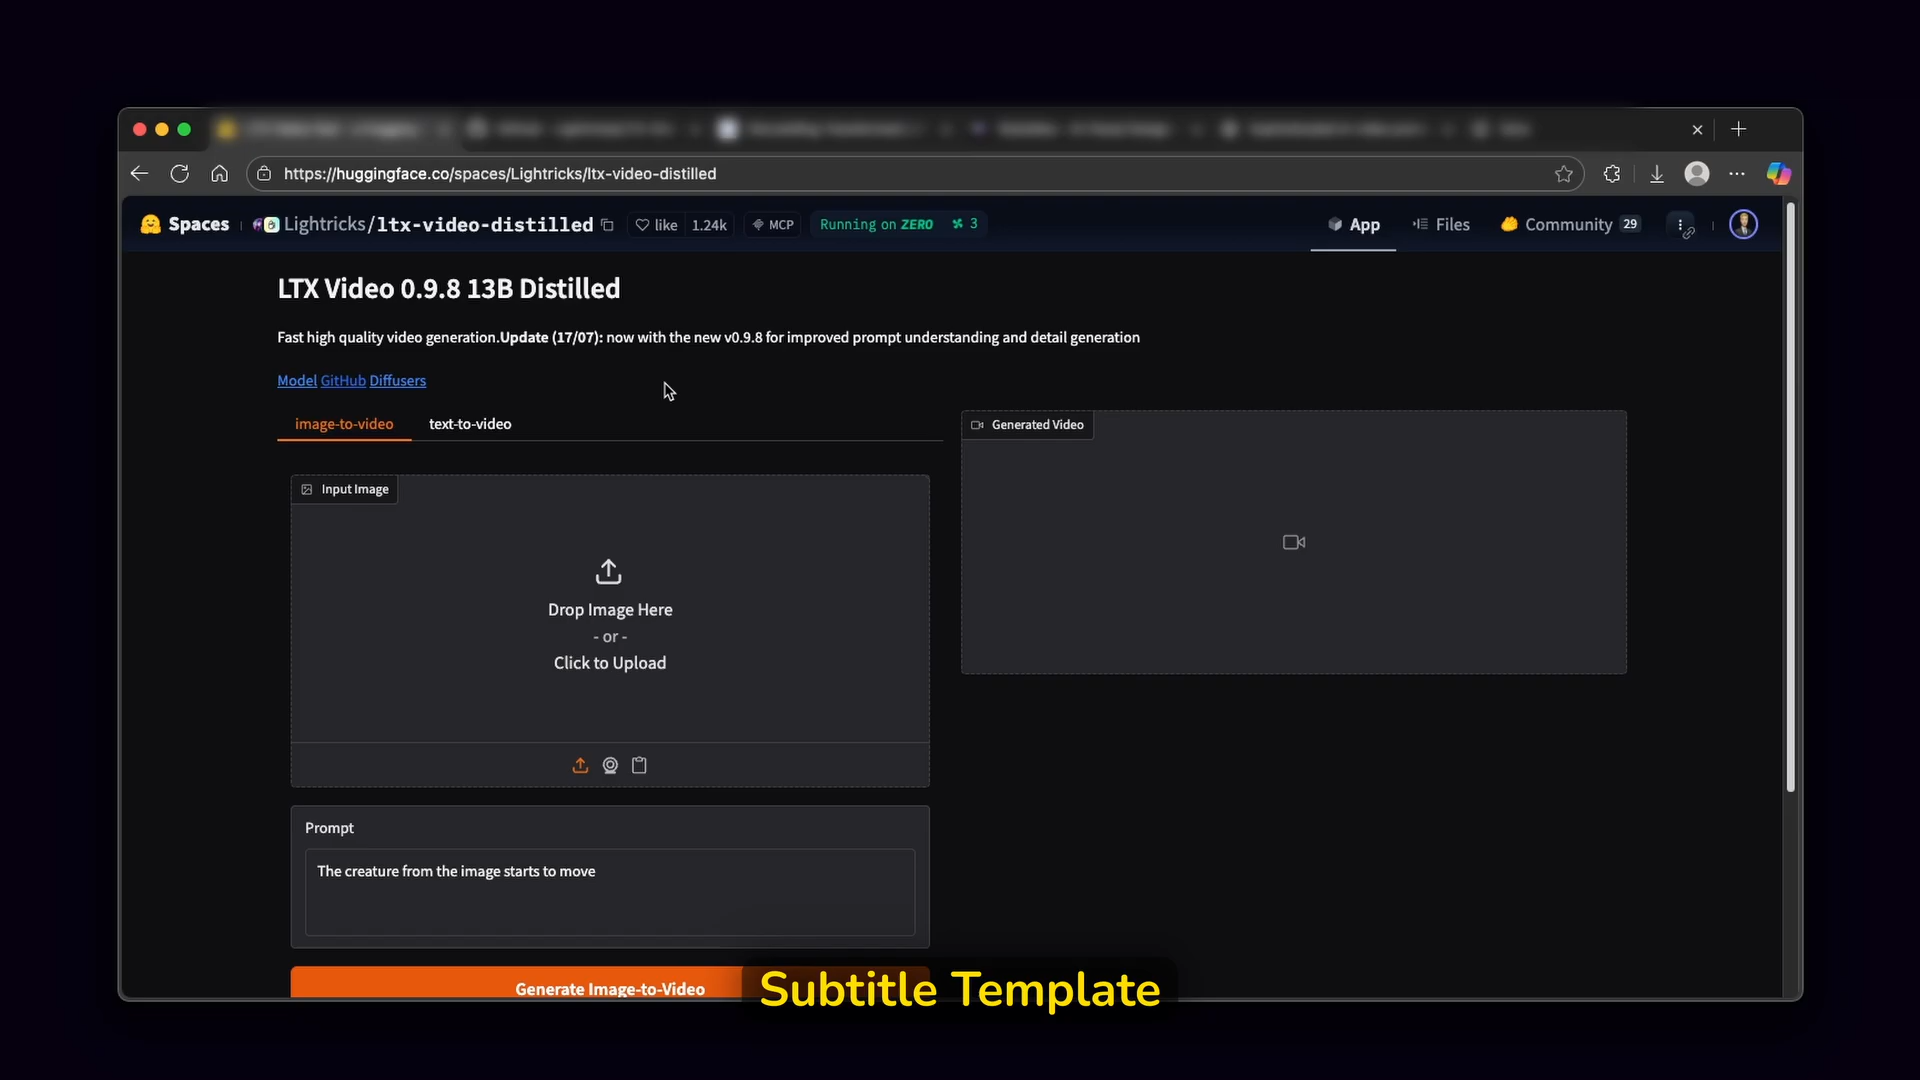 https://huggingface.co/spaces/Lightricks/ltx-video-distilled
Spaces Lightricks/ltx-video-distilled like 1.24k MCP Running on ZERO 3 App Files Community 29
LTX Video 0.9.8 13B Distilled
Fast high quality video generation.Update (17/07): now with the new v0.9.8 for improved prompt understanding and detail generation
Model GitHub Diffusers
image-to-video text-to-video
Generated Video
Input Image
Drop Image Here
- or -
Click to Upload
Prompt
The creature from the image starts to move
Generate Image-to-Video
Subtitle Template